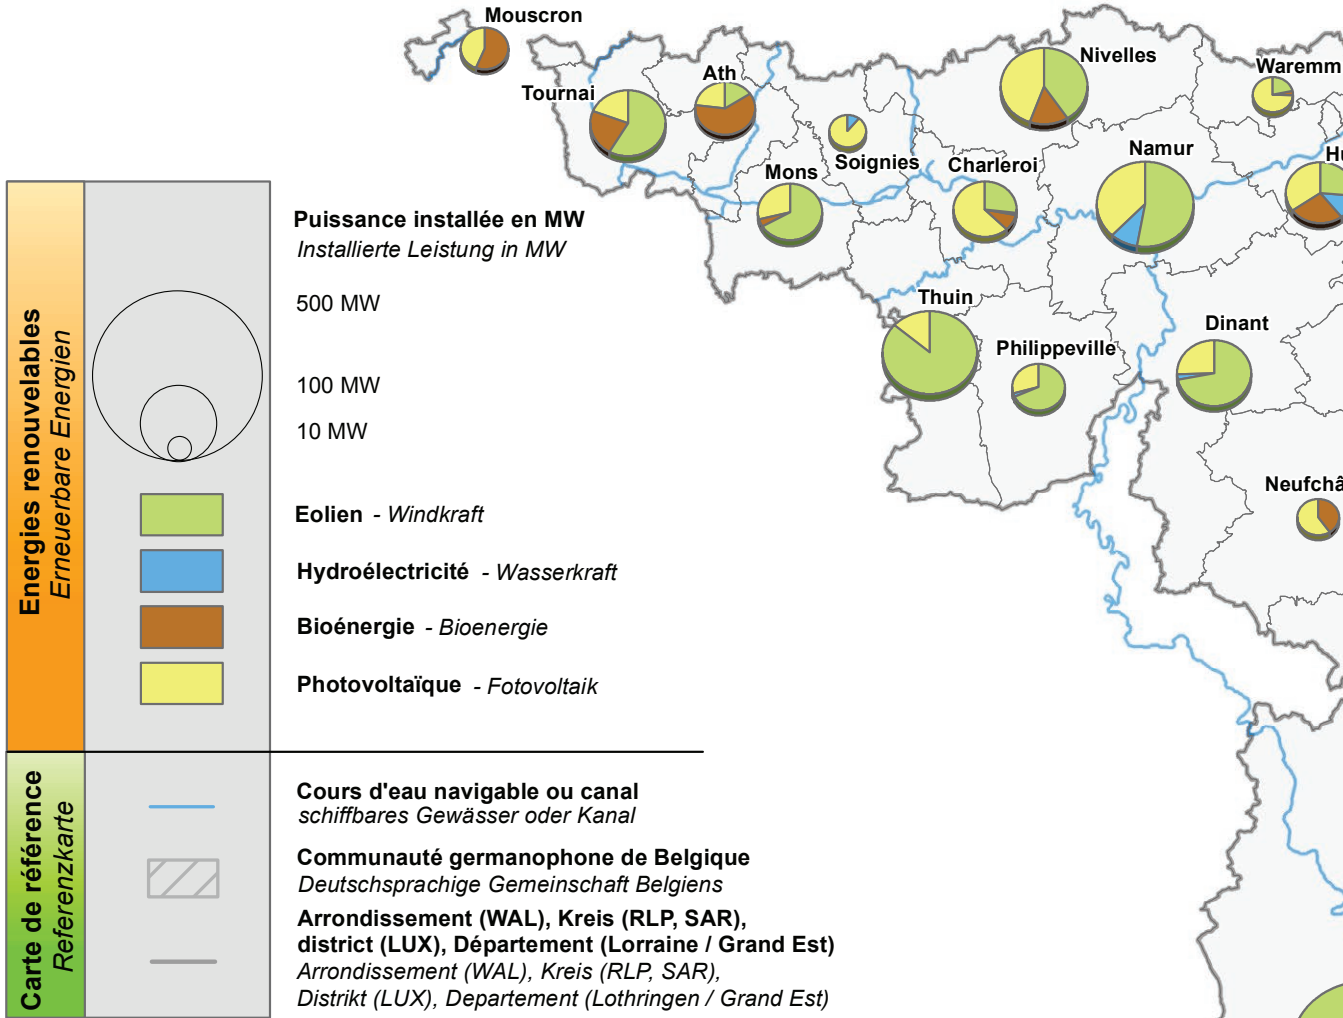 Mouscron
Nivelles
Waremm
Ath
Tournai
Soignies
Charleroi
Namur
Hu
Mons
Thuin
Philippeville
Dinant
Neufchâ
Energies renouvelables
Erneuerbare Energien
Puissance installée en MW
Installierte Leistung in MW
500 MW
100 MW
10 MW
Eolien - Windkraft
Hydroélectricité - Wasserkraft
Bioénergie - Bioenergie
Photovoltaïque - Fotovoltaik
Carte de référence
Referenzkarte
Cours d'eau navigable ou canal
schiffbares Gewässer oder Kanal
Communauté germanophone de Belgique
Deutschsprachige Gemeinschaft Belgiens
Arrondissement (WAL), Kreis (RLP, SAR),
district (LUX), Département (Lorraine / Grand Est)
Arrondissement (WAL), Kreis (RLP, SAR),
Distrikt (LUX), Departement (Lothringen / Grand Est)